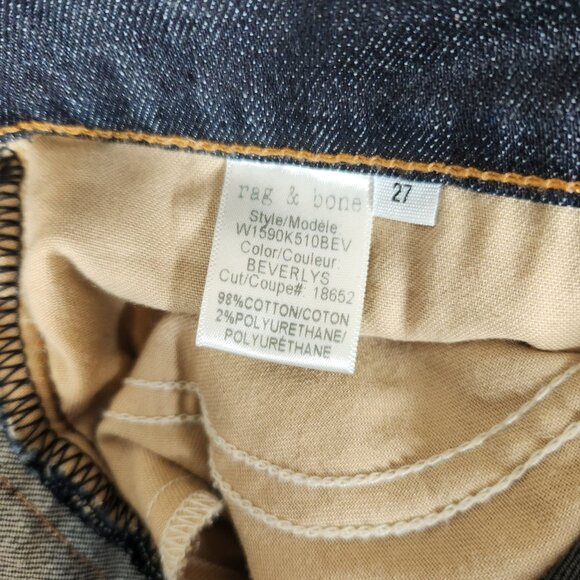 rag & bone
27
Style/Modèle
W1590K510BEV
Color/Couleur
BEVERLYS
Cut/Coupe#: 18652
98%COTTON/COTON
2%POLYURETHANE/
POLYURÉTHANE